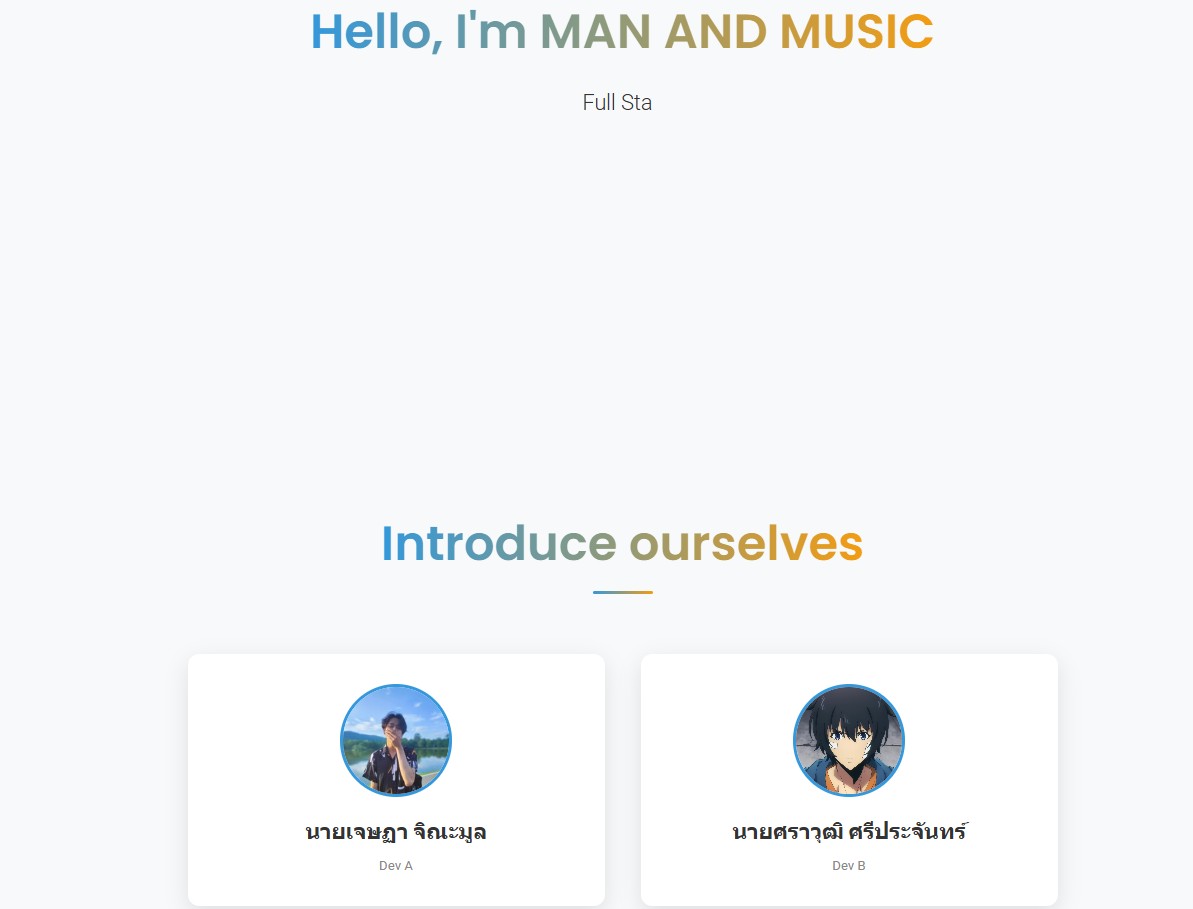 Hello, I'm MAN AND MUSIC
Full Sta
Introduce ourselves
นายเจษฏา จิณะมูล
Dev A
นายศราวุฒิ ศรีประจันทร์
Dev B